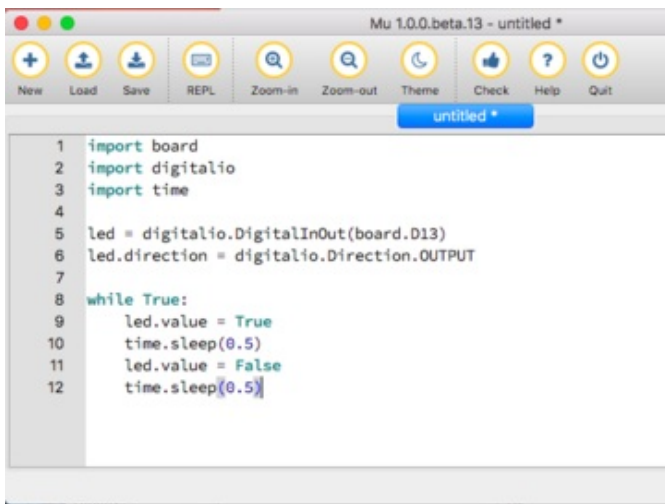 Mu 1.0.0.beta.13 - untitled *
New Load Save REPL Zoom-in Zoom-out Theme Check Help Quit
untitled *
1 import board
2 import digitalio
3 import time
4
5 led = digitalio.DigitalInOut(board.D13)
6 led.direction = digitalio.Direction.OUTPUT
7
8 while True:
9     led.value = True
10     time.sleep(0.5)
11     led.value = False
12     time.sleep(0.5)